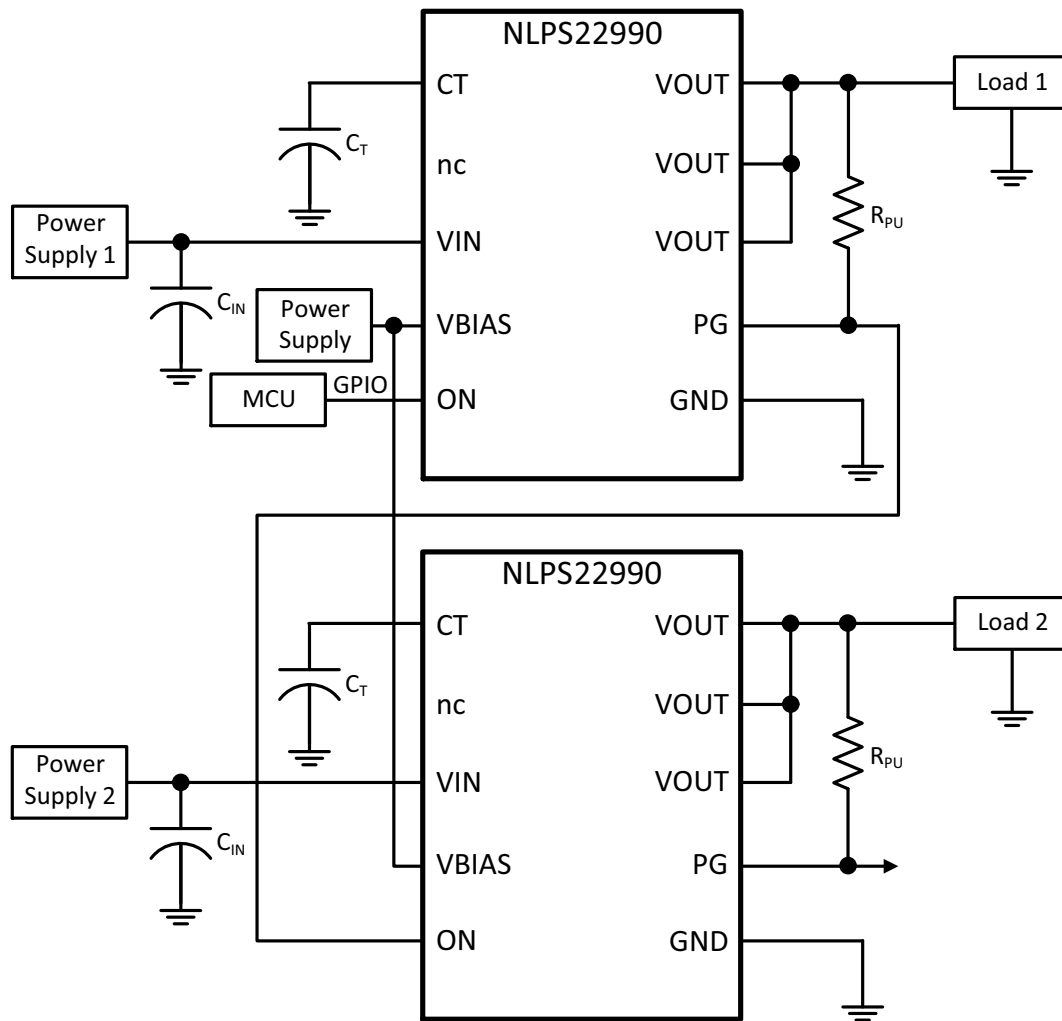 NLPS22990
CT
VOUT
Load 1
C_T
nc
VOUT
R_PU
Power
Supply 1
VIN
VOUT
C_IN
Power
Supply
VBIAS
PG
MCU
GPIO
ON
GND
NLPS22990
CT
VOUT
Load 2
C_T
nc
VOUT
R_PU
Power
Supply 2
VIN
VOUT
C_IN
VBIAS
PG
ON
GND